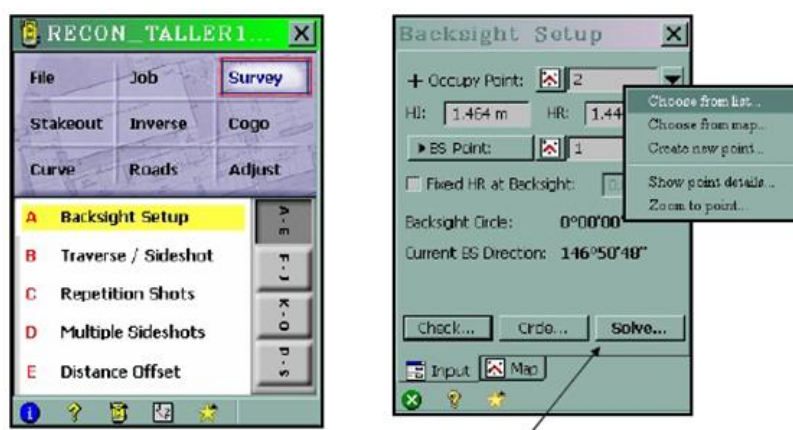 RECON_TALLER1...
File Job Survey
Stakeout Inverse Cogo
Curve Roads Adjust
A Backsight Setup
B Traverse / Sideshot
C Repetition Shots
D Multiple Sideshots
E Distance Offset
A-E
F-J
K-O
P-S
Backsight Setup
Occupy Point: 2
HI: 1.464 m HR: 1.44
BS Point: 1
Fixed HR at Backsight:
Backsight Circle: 0°00'00"
Current BS Direction: 146°50'48"
Check... Circle... Solve...
Input Map
Choose from list...
Choose from map...
Create new point...
Show point details...
Zoom to point...